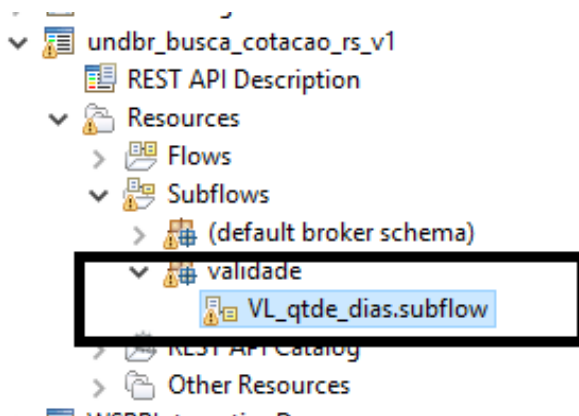 undbr_busca_cotacao_rs_v1
REST API Description
Resources
Flows
Subflows
(default broker schema)
validade
VL_qtde_dias.subflow
REST API Catalog
Other Resources